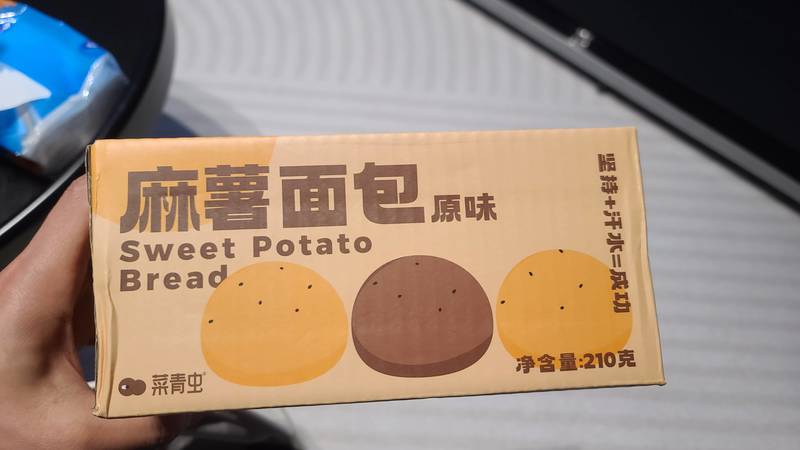 麻薯面包原味
Sweet Potato
Bread
坚持+汗水=成功
净含量:210克
菜青虫